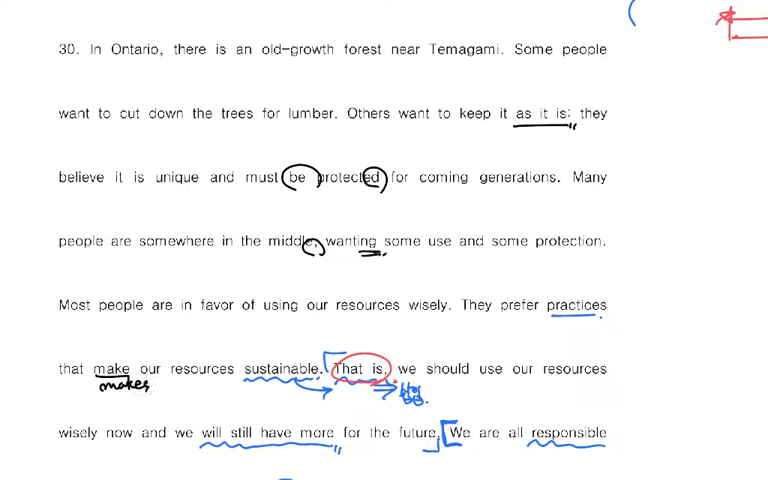 30. In Ontario, there is an old-growth forest near Temagami. Some people
want to cut down the trees for lumber. Others want to keep it as it is: they
believe it is unique and must be protected for coming generations. Many
people are somewhere in the middle, wanting some use and some protection.
Most people are in favor of using our resources wisely. They prefer practices
that make our resources sustainable. That is, we should use our resources
makes
wisely now and we will still have more for the future. We are all responsible